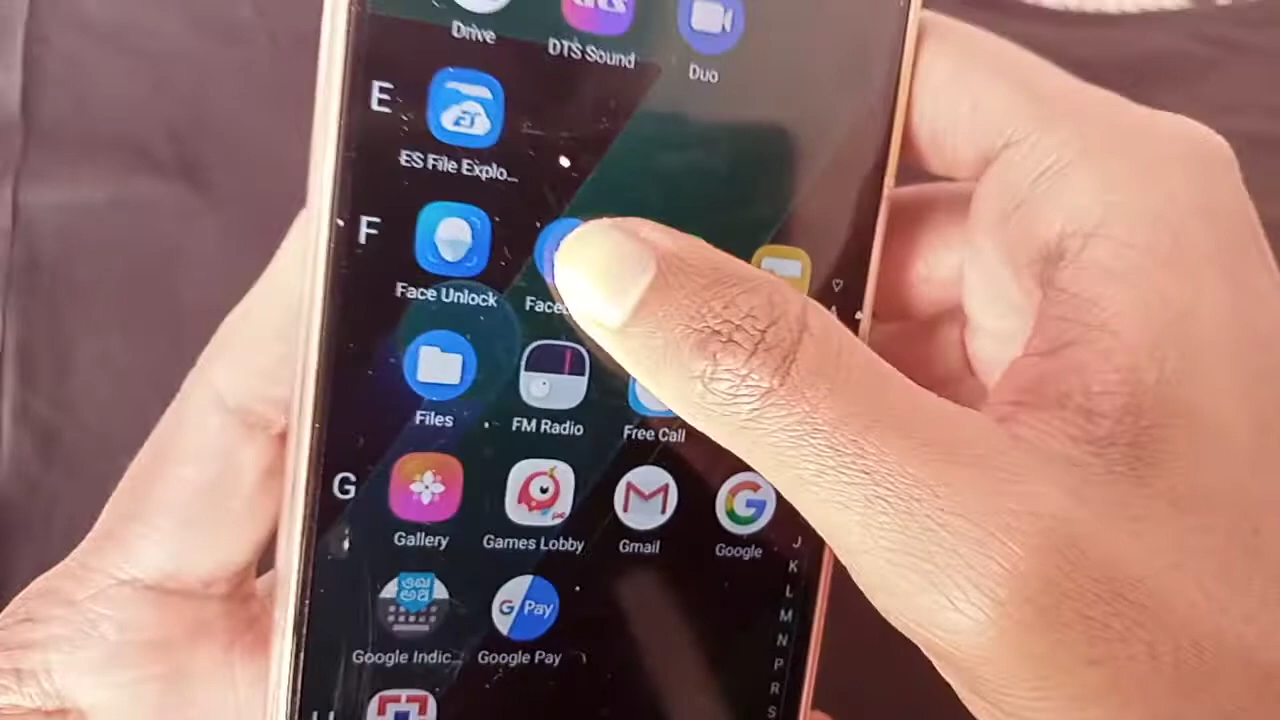 Drive
DTS Sound
Duo
E
ES File Explo...
F
Face Unlock
Files
FM Radio
Free Call
G
Gallery
Games Lobby
Gmail
Google
G Pay
Google Indic...
Google Pay
J
K
L
M
N
P
R
S